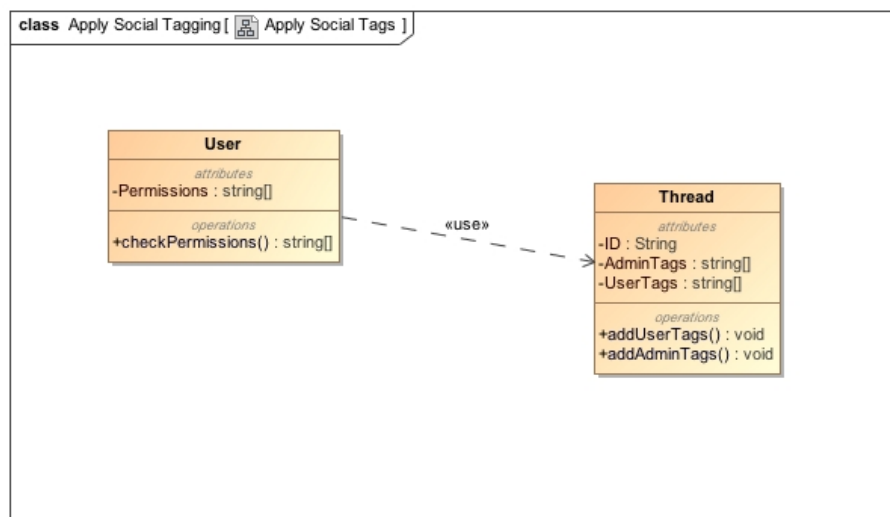 class Apply Social Tagging [ Apply Social Tags ]
User
attributes
-Permissions : string[]
operations
+checkPermissions() : string[]
«use»
Thread
attributes
-ID : String
-AdminTags : string[]
-UserTags : string[]
operations
+addUserTags() : void
+addAdminTags() : void